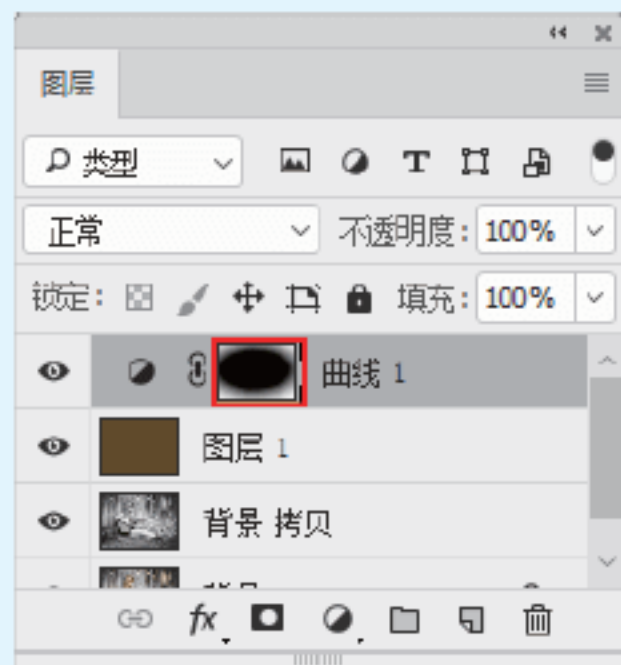 图层
类型
正常 不透明度: 100%
锁定: 填充: 100%
曲线 1
图层 1
背景 拷贝
fx